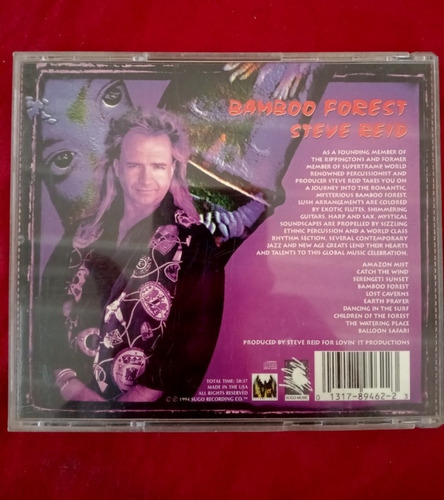 BAMBOO FOREST
STEVE REID
AS A FOUNDING MEMBER OF
THE RIPPINGTONS AND FORMER
MEMBER OF SUPERTRAMP WORLD
RENOWNED PERCUSSIONIST AND
PRODUCER STEVE REID TAKES YOU ON
A JOURNEY INTO THE ROMANTIC,
MYSTERIOUS BAMBOO FOREST.
LUSH ARRANGEMENTS ARE COLORED
BY EXOTIC FLUTES, SHIMMERING
GUITARS, HARP AND SAX. MYSTICAL
SOUNDSCAPES ARE PROPELLED BY SIZZLING
ETHNIC PERCUSSION AND A WORLD CLASS
RHYTHM SECTION. SEVERAL CONTEMPORARY
JAZZ AND NEW AGE GREATS LEND THEIR HEARTS
AND TALENTS TO THIS GLOBAL MUSIC CELEBRATION.
AMAZON MIST
CATCH THE WIND
SERENGETI SUNSET
BAMBOO FOREST
LOST CAVERNS
EARTH PRAYER
DANCING IN THE SURF
CHILDREN OF THE FOREST
THE WATERING PLACE
BALLOON SAFARI
PRODUCED BY STEVE REID FOR LOVIN' IT PRODUCTIONS
TOTAL TIME: 58:37
MADE IN THE USA
ALL RIGHTS RESERVED
℗ © 1994 SUGO RECORDING CO.™
SUGO MUSIC
0 1317-89462-2 3